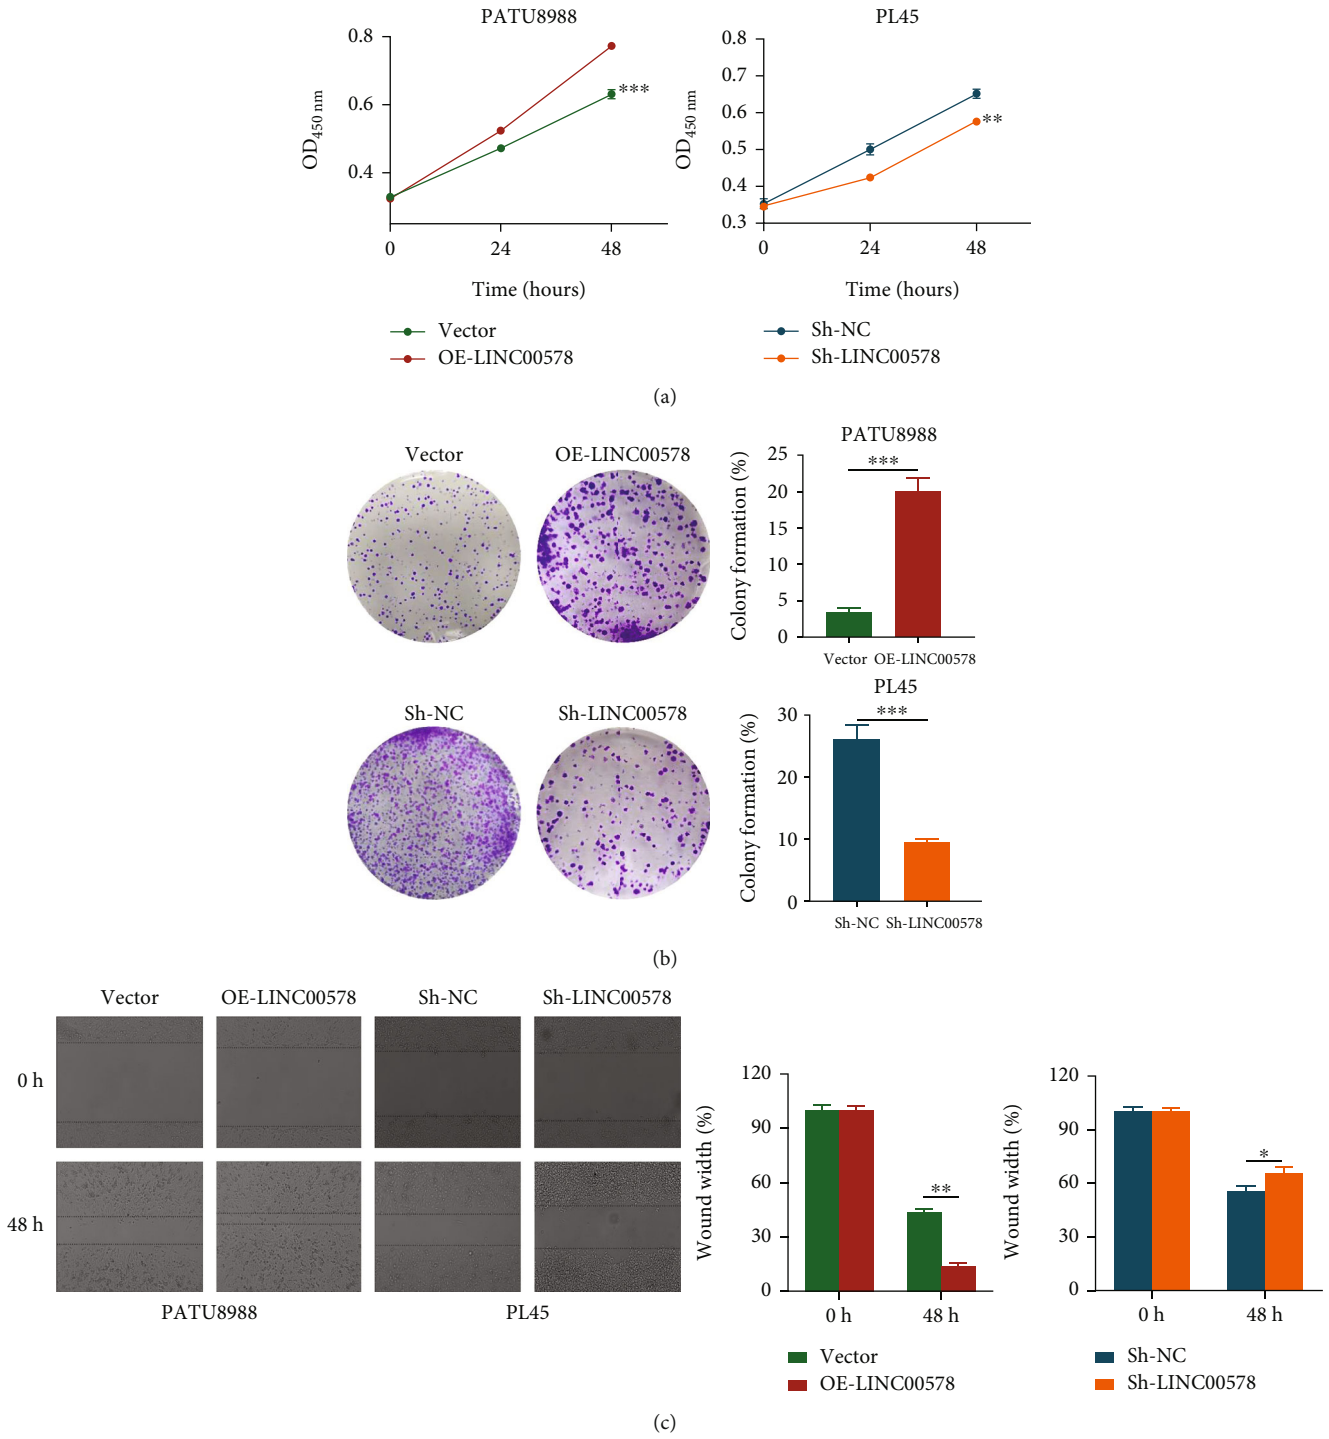 PATU8988
PL45
OD450 nm
0.8
0.6
0.4
0
24
48
***
Time (hours)
Vector
OE-LINC00578
OD450 nm
0.8
0.7
0.6
0.5
0.4
0.3
0
24
48
**
Time (hours)
Sh-NC
Sh-LINC00578
(a)
Vector
OE-LINC00578
PATU8988
Colony formation (%)
25
20
15
10
5
0
***
Vector
OE-LINC00578
Sh-NC
Sh-LINC00578
PL45
Colony formation (%)
30
20
10
0
***
Sh-NC
Sh-LINC00578
(b)
Vector
OE-LINC00578
Sh-NC
Sh-LINC00578
0 h
48 h
PATU8988
PL45
Wound width (%)
120
90
60
30
0
**
0 h
48 h
Vector
OE-LINC00578
Wound width (%)
120
90
60
30
0
*
0 h
48 h
Sh-NC
Sh-LINC00578
(c)